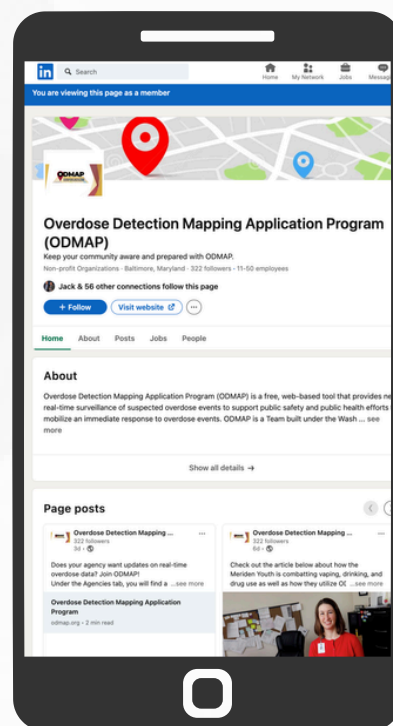 in
Search
Home My Network Jobs Messag
You are viewing this page as a member
ODMAP
Overdose Detection Mapping Application Program
(ODMAP)
Keep your community aware and prepared with ODMAP.
Non-profit Organizations · Baltimore, Maryland · 322 followers · 11-50 employees
Jack & 56 other connections follow this page
+ Follow Visit website
Home About Posts Jobs People
About
Overdose Detection Mapping Application Program (ODMAP) is a free, web-based tool that provides ne
real-time surveillance of suspected overdose events to support public safety and public health efforts
mobilize an immediate response to overdose events. ODMAP is a Team built under the Wash ... see
more
Show all details →
Page posts
Overdose Detection Mapping ...
322 followers
3d •
Does your agency want updates on real-time
overdose data? Join ODMAP!
Under the Agencies tab, you will find a ...see more
Overdose Detection Mapping Application
Program
odmap.org • 2 min read
Overdose Detection Mapping ...
322 followers
6d •
Check out the article below about how the
Meriden Youth is combatting vaping, drinking, and
drug use as well as how they utilize OD ...see more